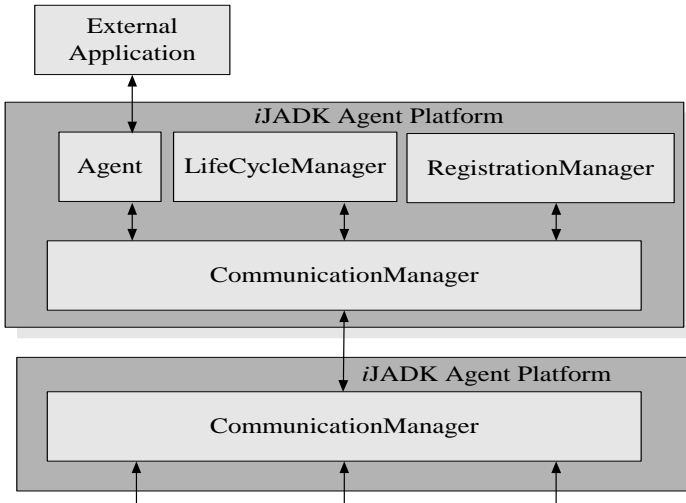 External
Application
iJADK Agent Platform
Agent
LifeCycleManager
RegistrationManager
CommunicationManager
iJADK Agent Platform
CommunicationManager